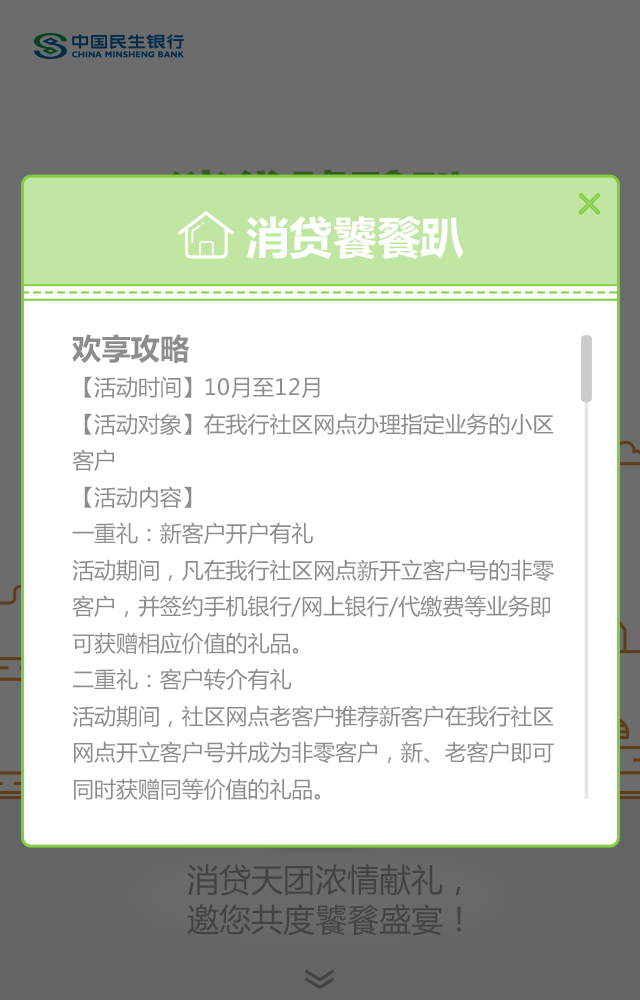 中国民生银行
CHINA MINSHENG BANK
消贷饕餮趴
欢享攻略
【活动时间】10月至12月
【活动对象】在我行社区网点办理指定业务的小区
客户
【活动内容】
一重礼：新客户开户有礼
活动期间，凡在我行社区网点新开立客户号的非零
客户，并签约手机银行/网上银行/代缴费等业务即
可获赠相应价值的礼品。
二重礼：客户转介有礼
活动期间，社区网点老客户推荐新客户在我行社区
网点开立客户号并成为非零客户，新、老客户即可
同时获赠同等价值的礼品。
消贷天团浓情献礼，
邀您共度饕餮盛宴！